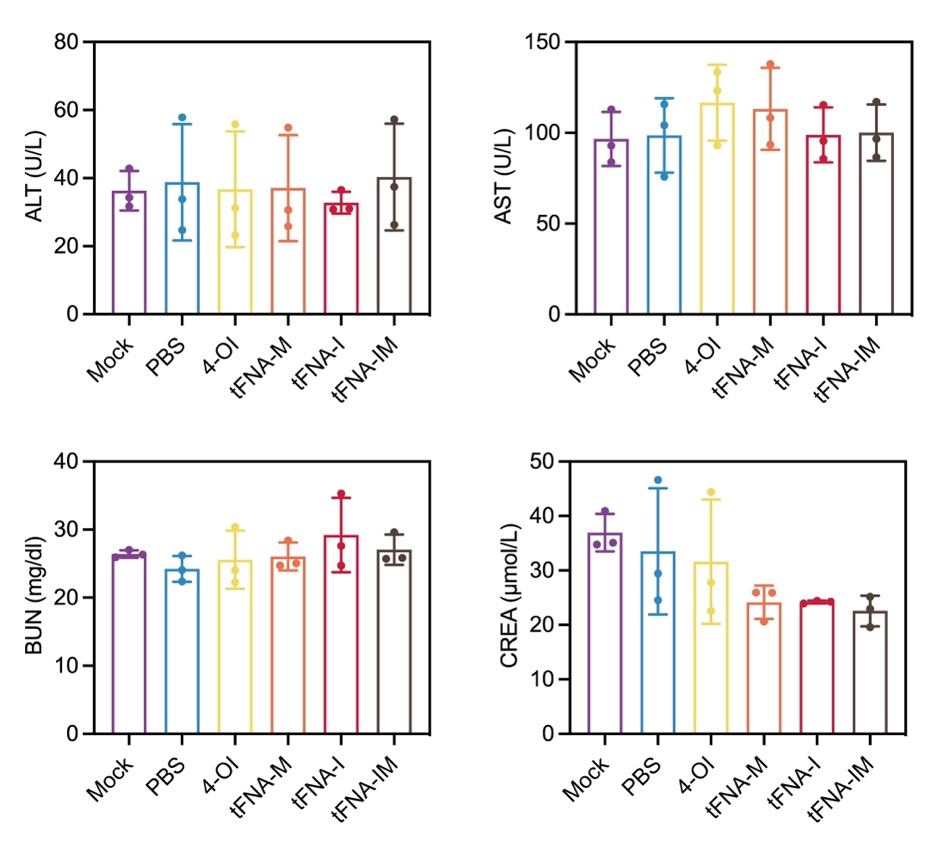 80
60
40
20
0
ALT (U/L)
Mock
PBS
4-OI
tFNA-M
tFNA-I
tFNA-IM
150
100
50
0
AST (U/L)
Mock
PBS
4-OI
tFNA-M
tFNA-I
tFNA-IM
40
30
20
10
0
BUN (mg/dl)
Mock
PBS
4-OI
tFNA-M
tFNA-I
tFNA-IM
50
40
30
20
10
0
CREA (μmol/L)
Mock
PBS
4-OI
tFNA-M
tFNA-I
tFNA-IM